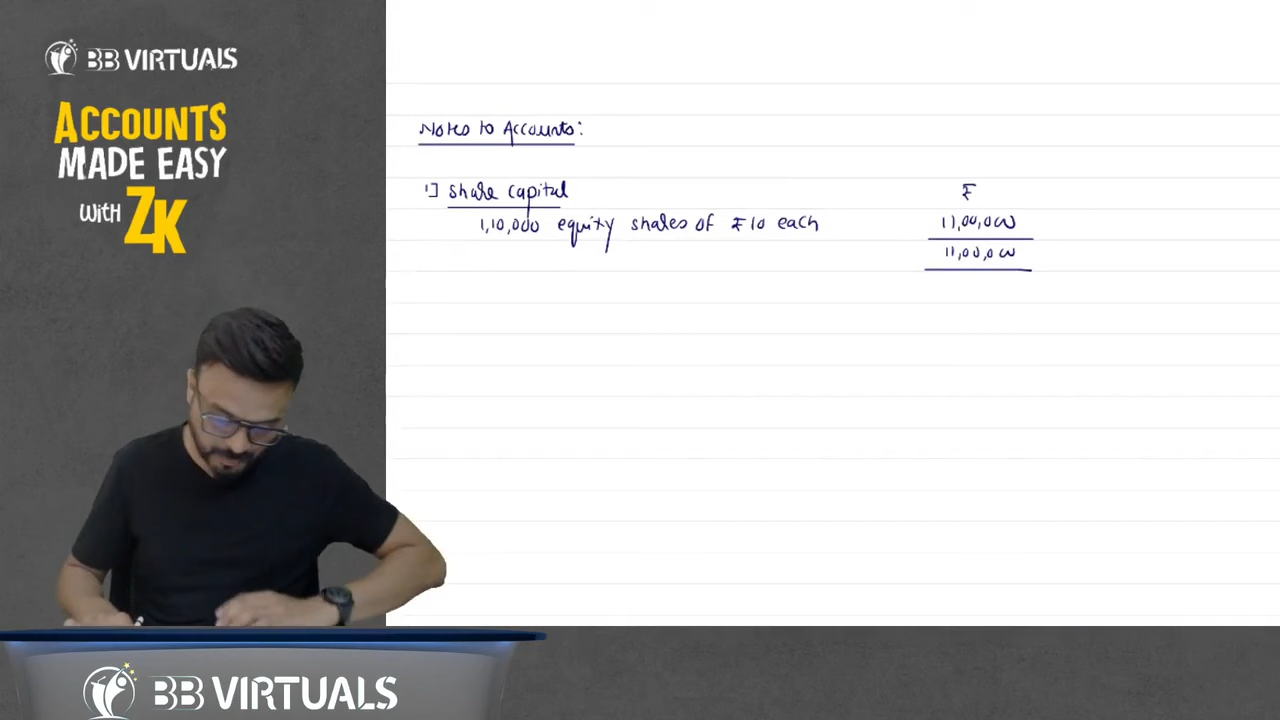 BB VIRTUALS
ACCOUNTS
MADE EASY
WITH ZK
Notes to Accounts:
1] Share capital ₹
1,10,000 equity shares of ₹10 each 11,00,000
11,00,000
BB VIRTUALS